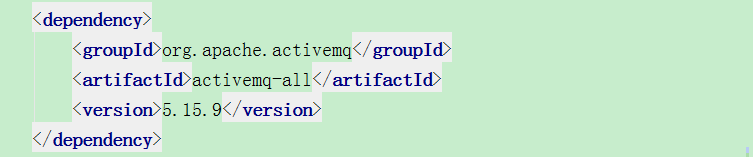 <dependency>
<groupId>org.apache.activemq</groupId>
<artifactId>activemq-all</artifactId>
<version>5.15.9</version>
</dependency>